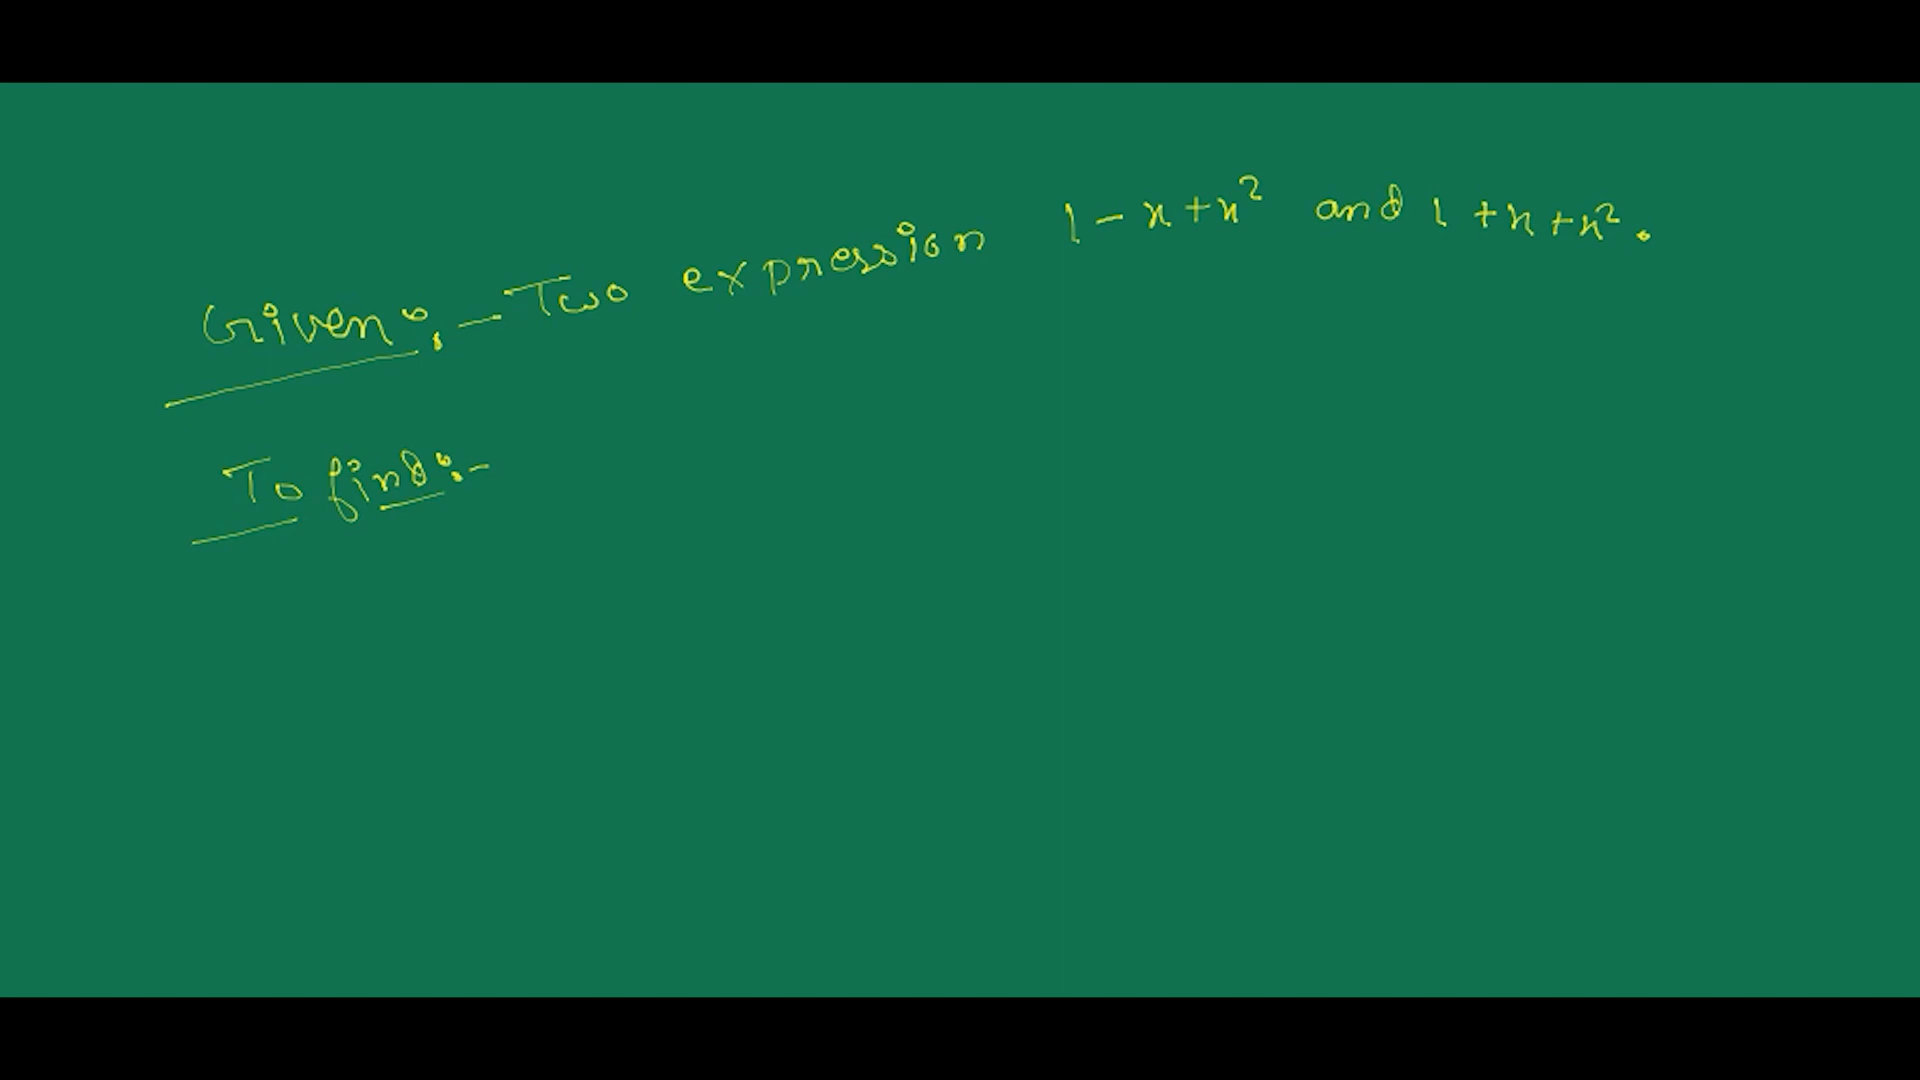 Given:- Two expression 1-x+x² and 1+x+x².
To find:-